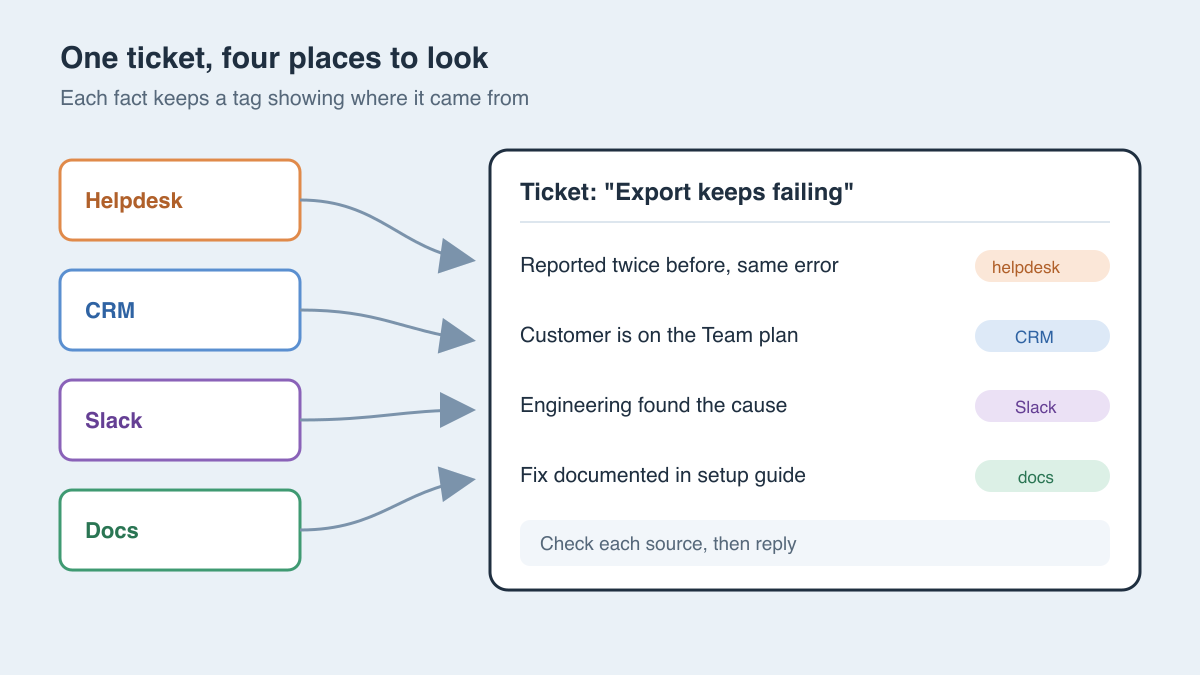 One ticket, four places to look
Each fact keeps a tag showing where it came from
Helpdesk
CRM
Slack
Docs
Ticket: "Export keeps failing"
Reported twice before, same error
helpdesk
Customer is on the Team plan
CRM
Engineering found the cause
Slack
Fix documented in setup guide
docs
Check each source, then reply